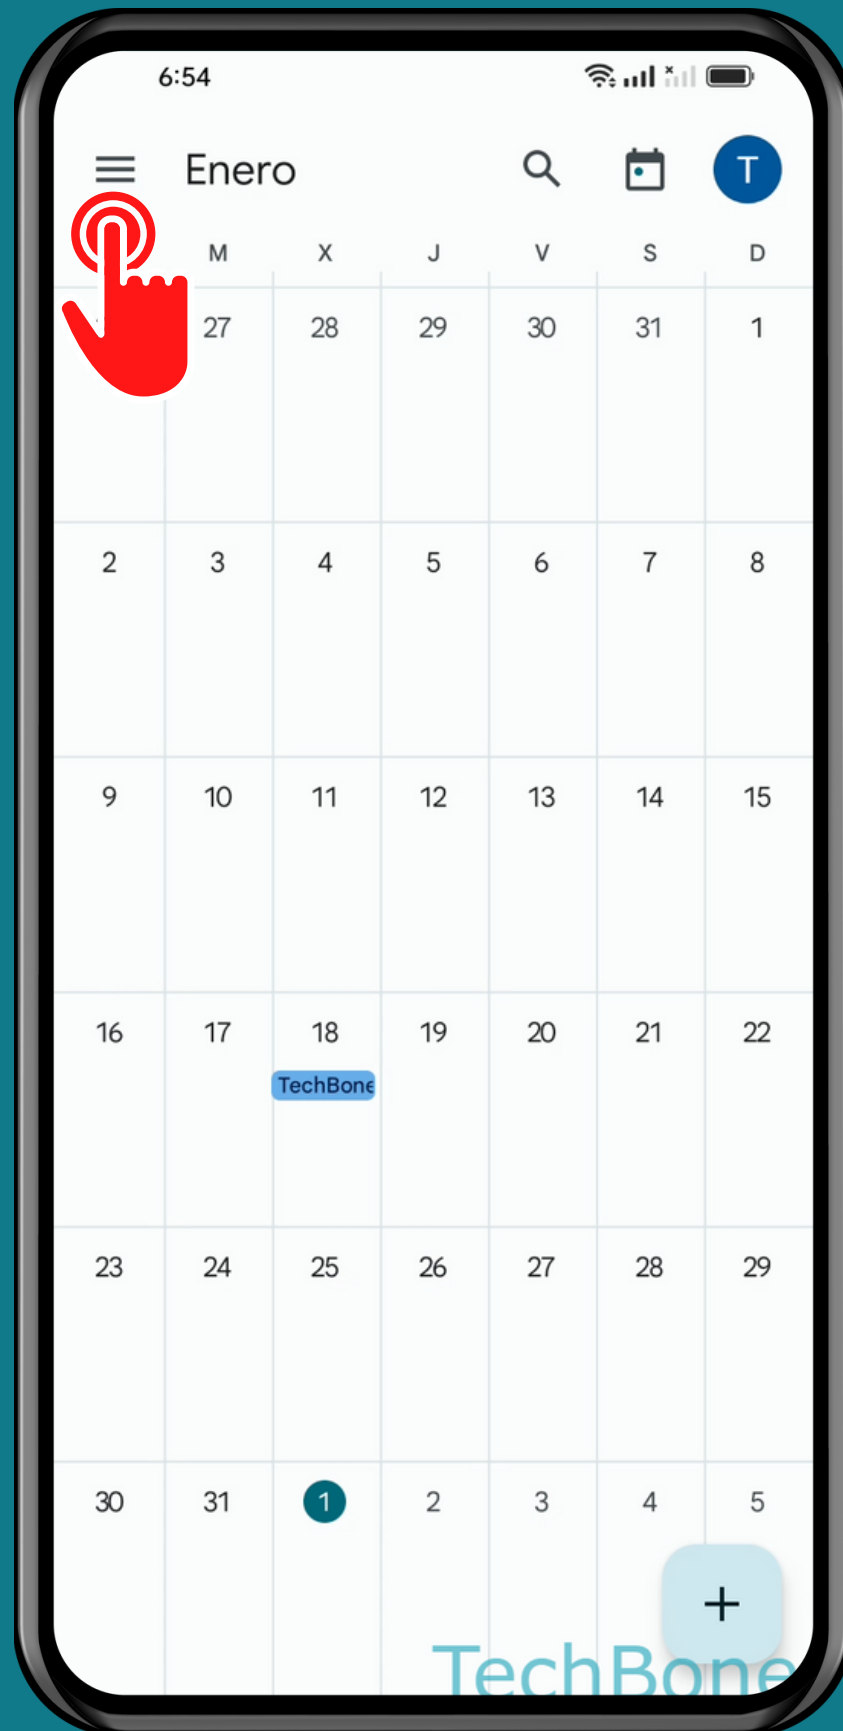 6:54
Enero
T
M X J V S D
27 28 29 30 31 1
2 3 4 5 6 7 8
9 10 11 12 13 14 15
16 17 18 19 20 21 22
TechBone
23 24 25 26 27 28 29
30 31 1 2 3 4 5
TechBone